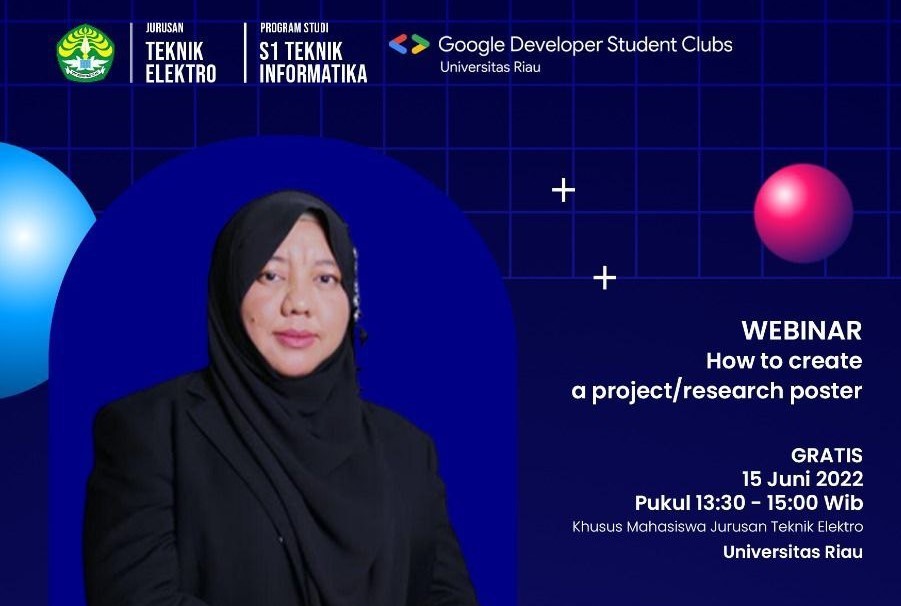 JURUSAN
TEKNIK
ELEKTRO
PROGRAM STUDI
S1 TEKNIK
INFORMATIKA
Google Developer Student Clubs
Universitas Riau
WEBINAR
How to create
a project/research poster
GRATIS
15 Juni 2022
Pukul 13:30 - 15:00 Wib
Khusus Mahasiswa Jurusan Teknik Elektro
Universitas Riau